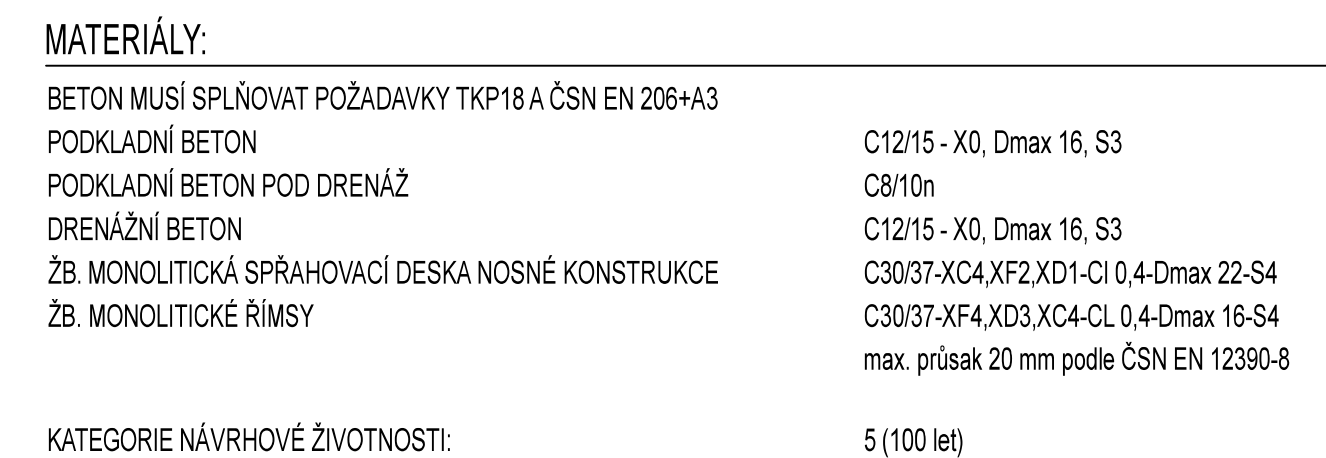 MATERIÁLY:
BETON MUSÍ SPLŇOVAT POŽADAVKY TKP18 A ČSN EN 206+A3
PODKLADNÍ BETON C12/15 - X0, Dmax 16, S3
PODKLADNÍ BETON POD DRENÁŽ C8/10n
DRENÁŽNÍ BETON C12/15 - X0, Dmax 16, S3
ŽB. MONOLITICKÁ SPŘAHOVACÍ DESKA NOSNÉ KONSTRUKCE C30/37-XC4,XF2,XD1-Cl 0,4-Dmax 22-S4
ŽB. MONOLITICKÉ ŘÍMSY C30/37-XF4,XD3,XC4-CL 0,4-Dmax 16-S4
max. průsak 20 mm podle ČSN EN 12390-8
KATEGORIE NÁVRHOVÉ ŽIVOTNOSTI: 5 (100 let)